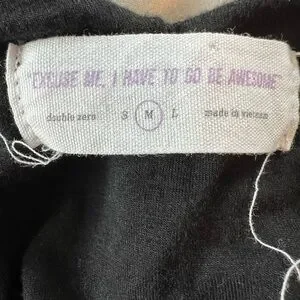 "EXCUSE ME, I HAVE TO GO BE AWESOME"
double zero S M L made in vietnam